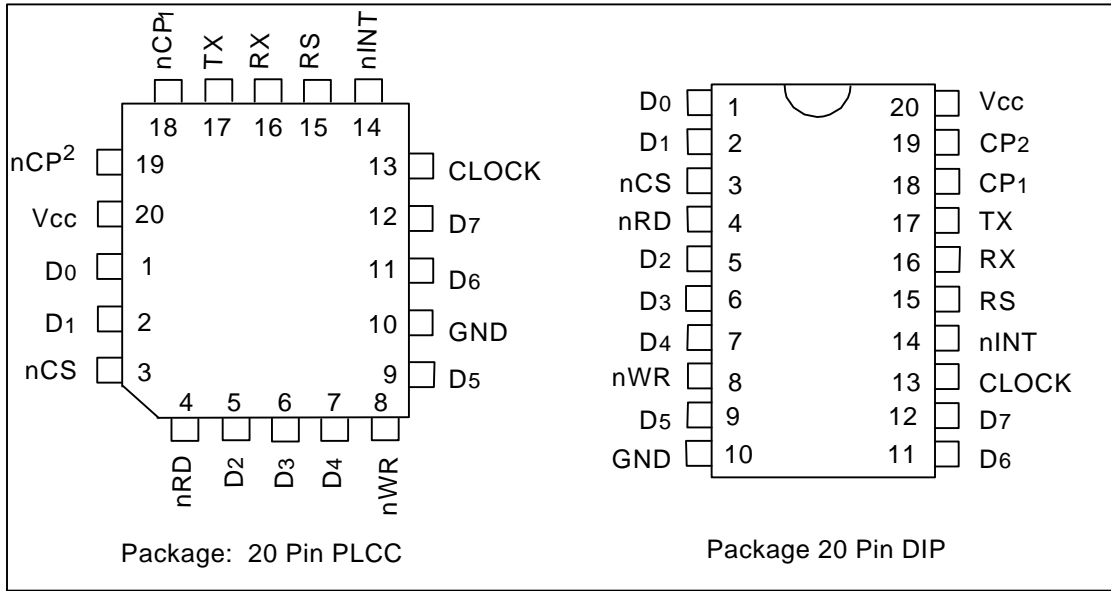 nCP1 TX RX RS nINT
18 17 16 15 14
nCP2 19 13 CLOCK
Vcc 20 12 D7
D0 1 11 D6
D1 2 10 GND
nCS 3 9 D5
4 5 6 7 8
nRD D2 D3 D4 nWR
Package: 20 Pin PLCC
D0 1 20 Vcc
D1 2 19 CP2
nCS 3 18 CP1
nRD 4 17 TX
D2 5 16 RX
D3 6 15 RS
D4 7 14 nINT
nWR 8 13 CLOCK
D5 9 12 D7
GND 10 11 D6
Package 20 Pin DIP